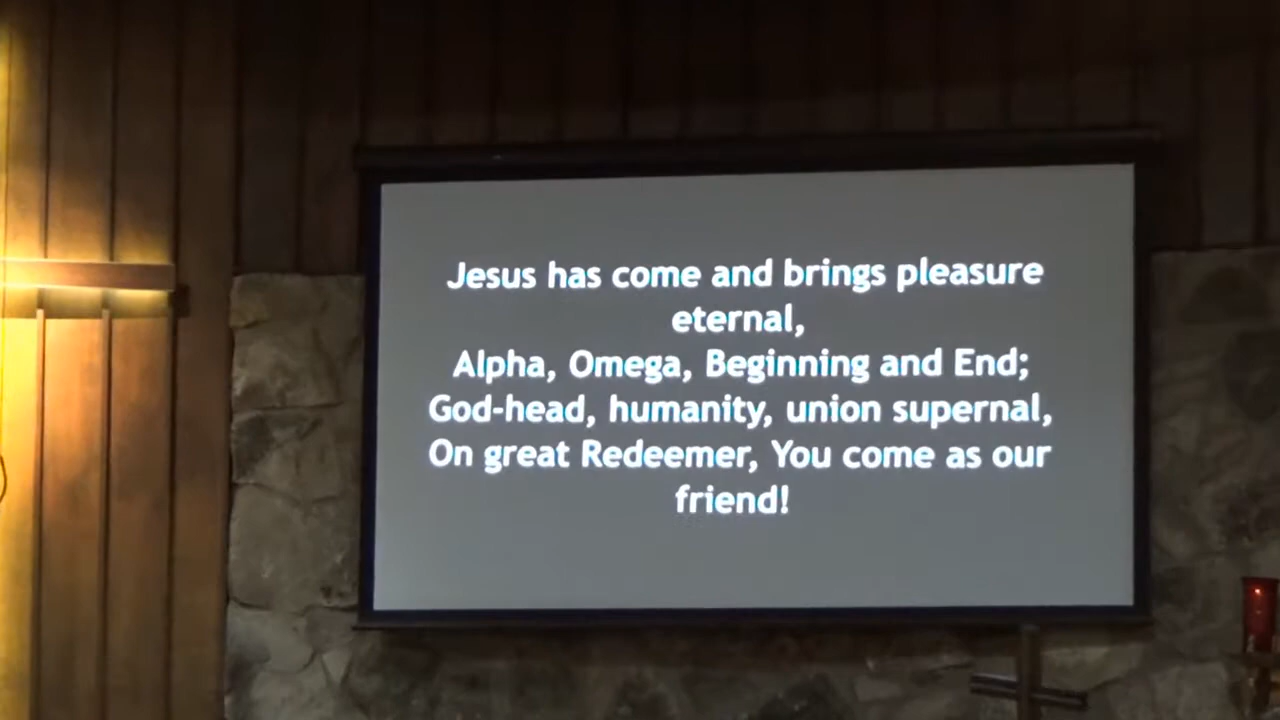 Jesus has come and brings pleasure
eternal,
Alpha, Omega, Beginning and End;
God-head, humanity, union supernal,
On great Redeemer, You come as our
friend!